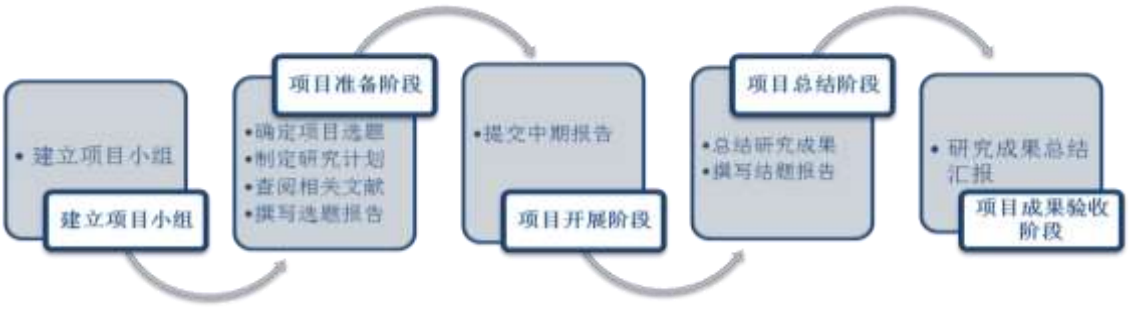 • 建立项目小组
建立项目小组
项目准备阶段
•确定项目选题
•制定研究计划
•查阅相关文献
•撰写选题报告
•提交中期报告
项目开展阶段
项目总结阶段
•总结研究成果
•撰写结题报告
• 研究成果总结
汇报
项目成果验收
阶段